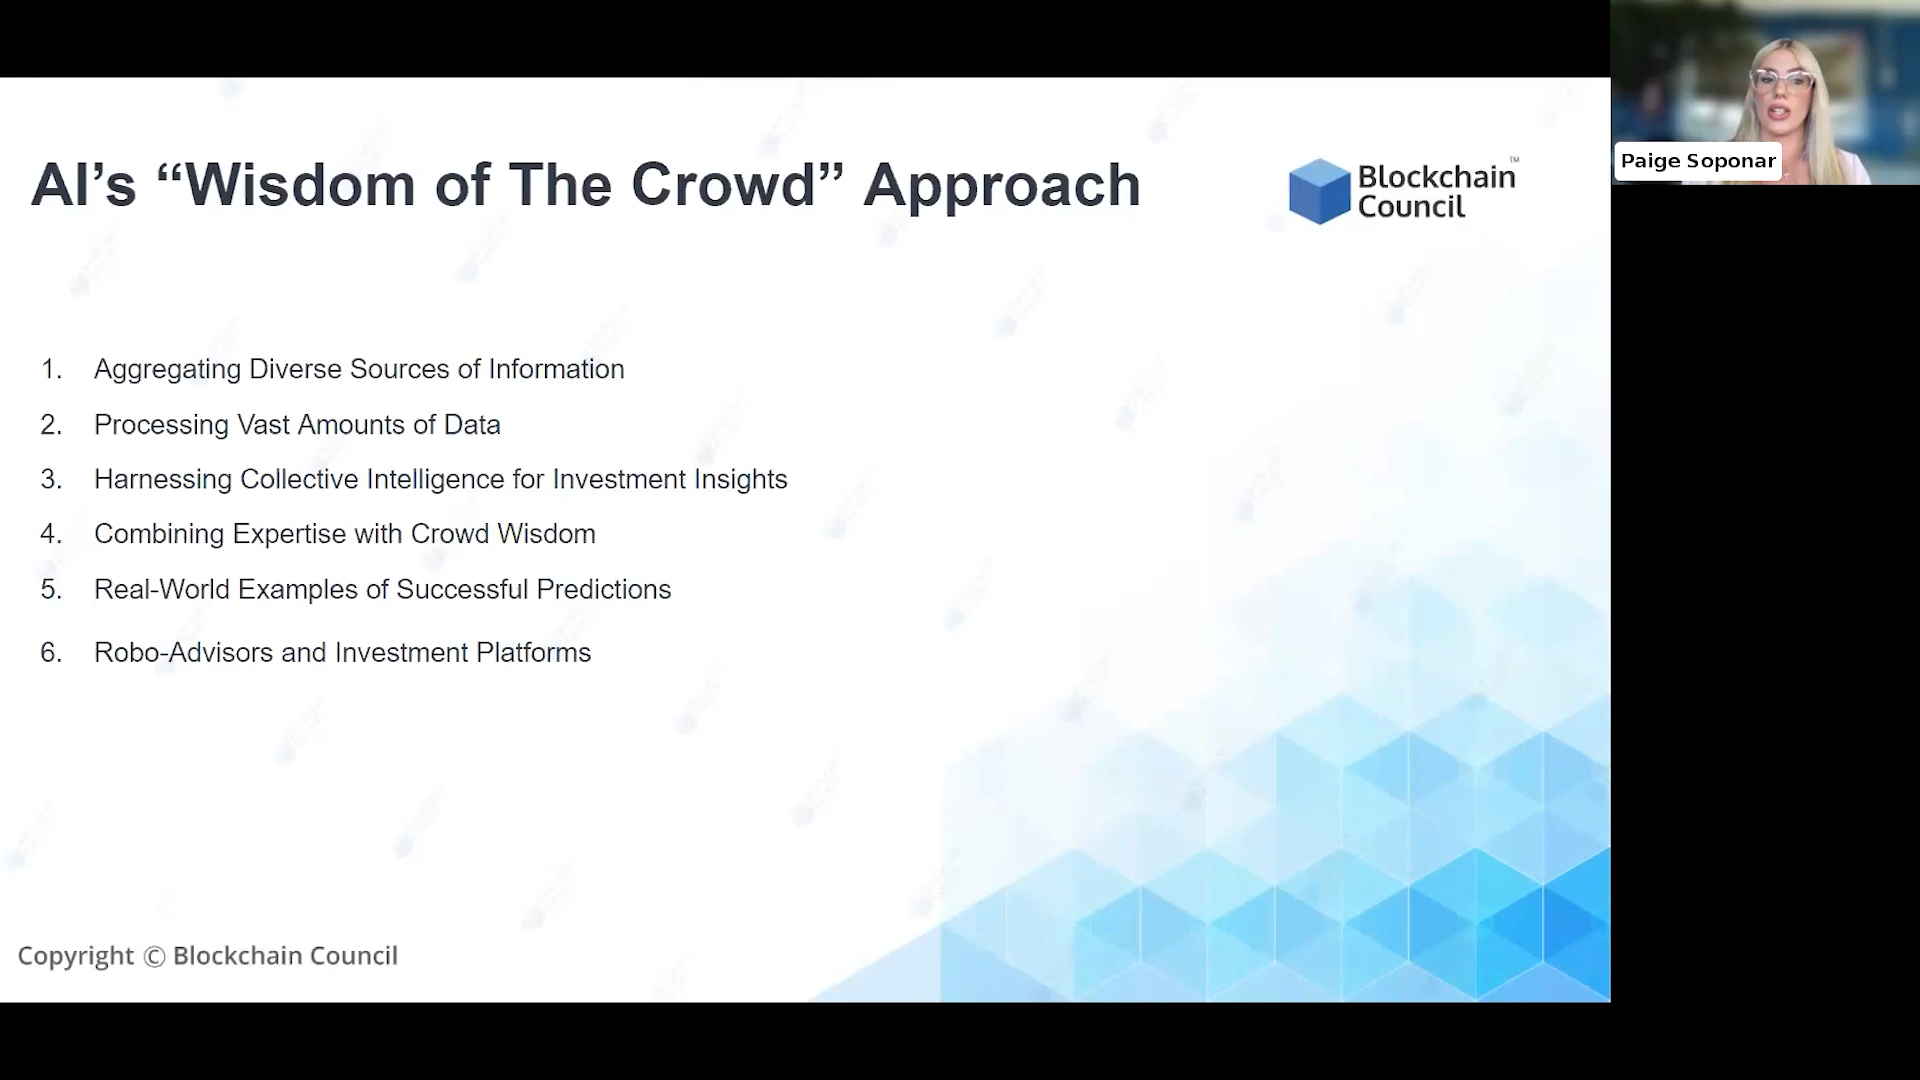 AI’s “Wisdom of The Crowd” Approach
Blockchain
Council
™
Paige Soponar
1. Aggregating Diverse Sources of Information
2. Processing Vast Amounts of Data
3. Harnessing Collective Intelligence for Investment Insights
4. Combining Expertise with Crowd Wisdom
5. Real-World Examples of Successful Predictions
6. Robo-Advisors and Investment Platforms
Copyright © Blockchain Council